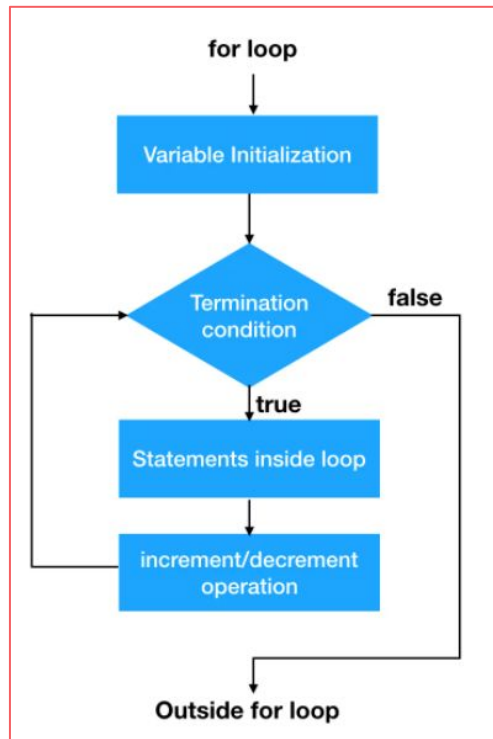 for loop
Variable Initialization
Termination
condition
false
true
Statements inside loop
increment/decrement
operation
Outside for loop